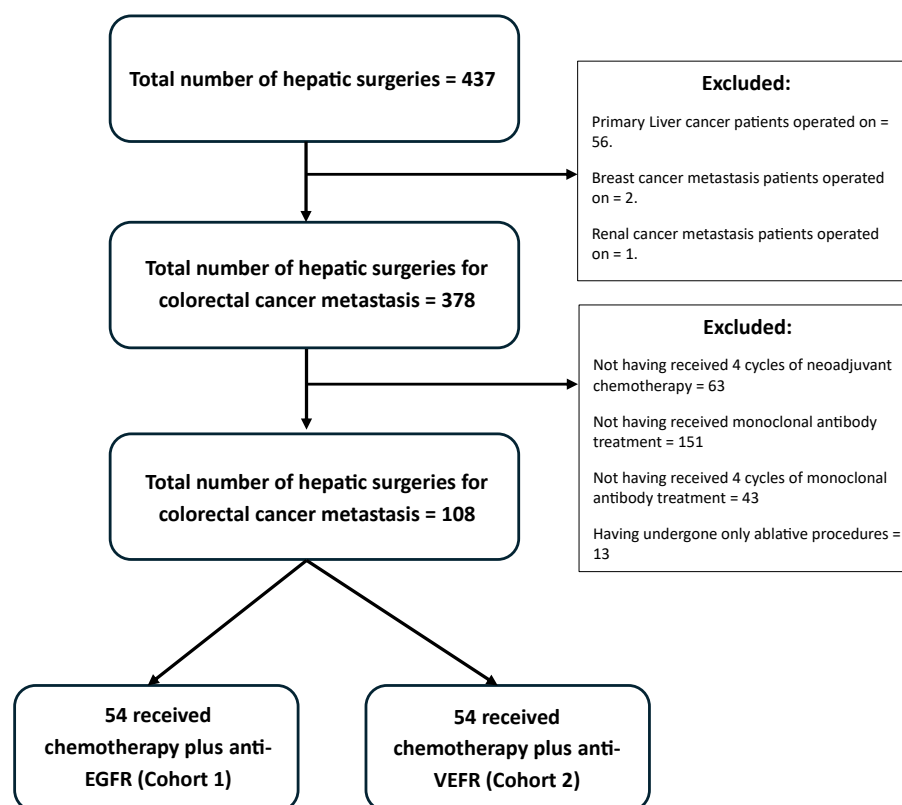 Total number of hepatic surgeries = 437
Excluded:
Primary Liver cancer patients operated on =
56.
Breast cancer metastasis patients operated
on = 2.
Renal cancer metastasis patients operated
on = 1.
Total number of hepatic surgeries for
colorectal cancer metastasis = 378
Excluded:
Not having received 4 cycles of neoadjuvant
chemotherapy = 63
Not having received monoclonal antibody
treatment = 151
Not having received 4 cycles of monoclonal
antibody treatment = 43
Having undergone only ablative procedures =
13
Total number of hepatic surgeries for
colorectal cancer metastasis = 108
54 received
chemotherapy plus anti-
EGFR (Cohort 1)
54 received
chemotherapy plus anti-
VEFR (Cohort 2)